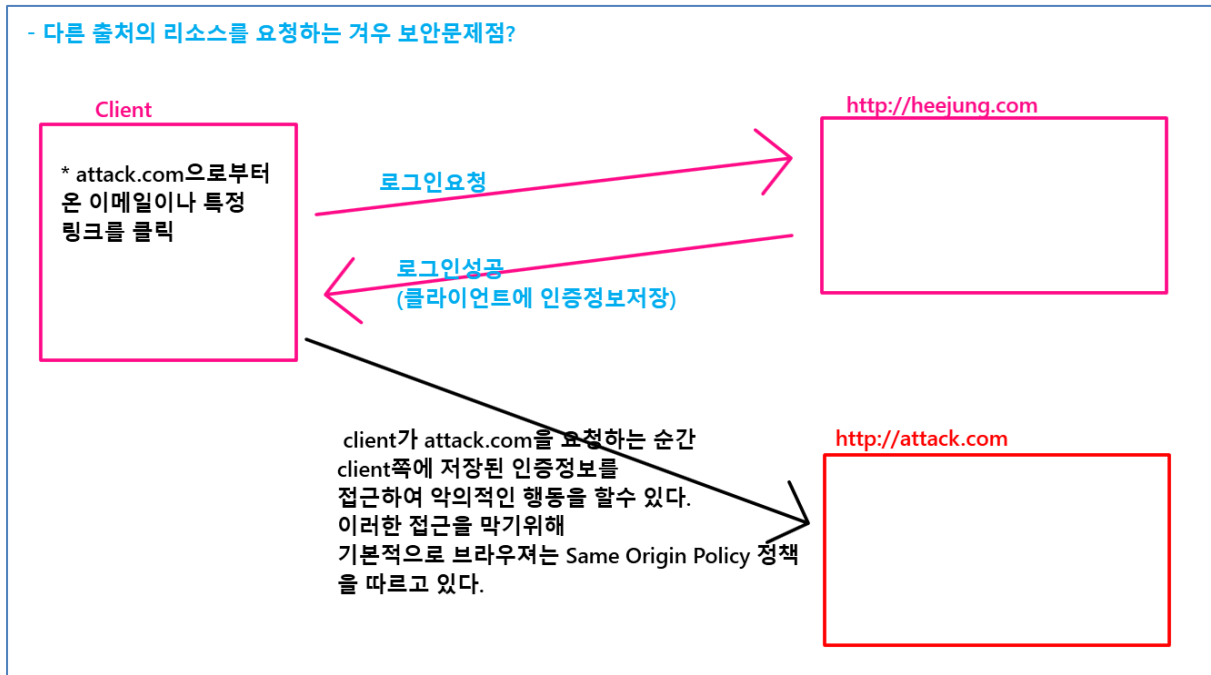 - 다른 출처의 리소스를 요청하는 겨우 보안문제점?
Client
http://heejung.com
* attack.com으로부터
온 이메일이나 특정
링크를 클릭
로그인요청
로그인성공
(클라이언트에 인증정보저장)
client가 attack.com을 요청하는 순간
client쪽에 저장된 인증정보를
접근하여 악의적인 행동을 할수 있다.
이러한 접근을 막기위해
기본적으로 브라우져는 Same Origin Policy 정책
을 따르고 있다.
http://attack.com